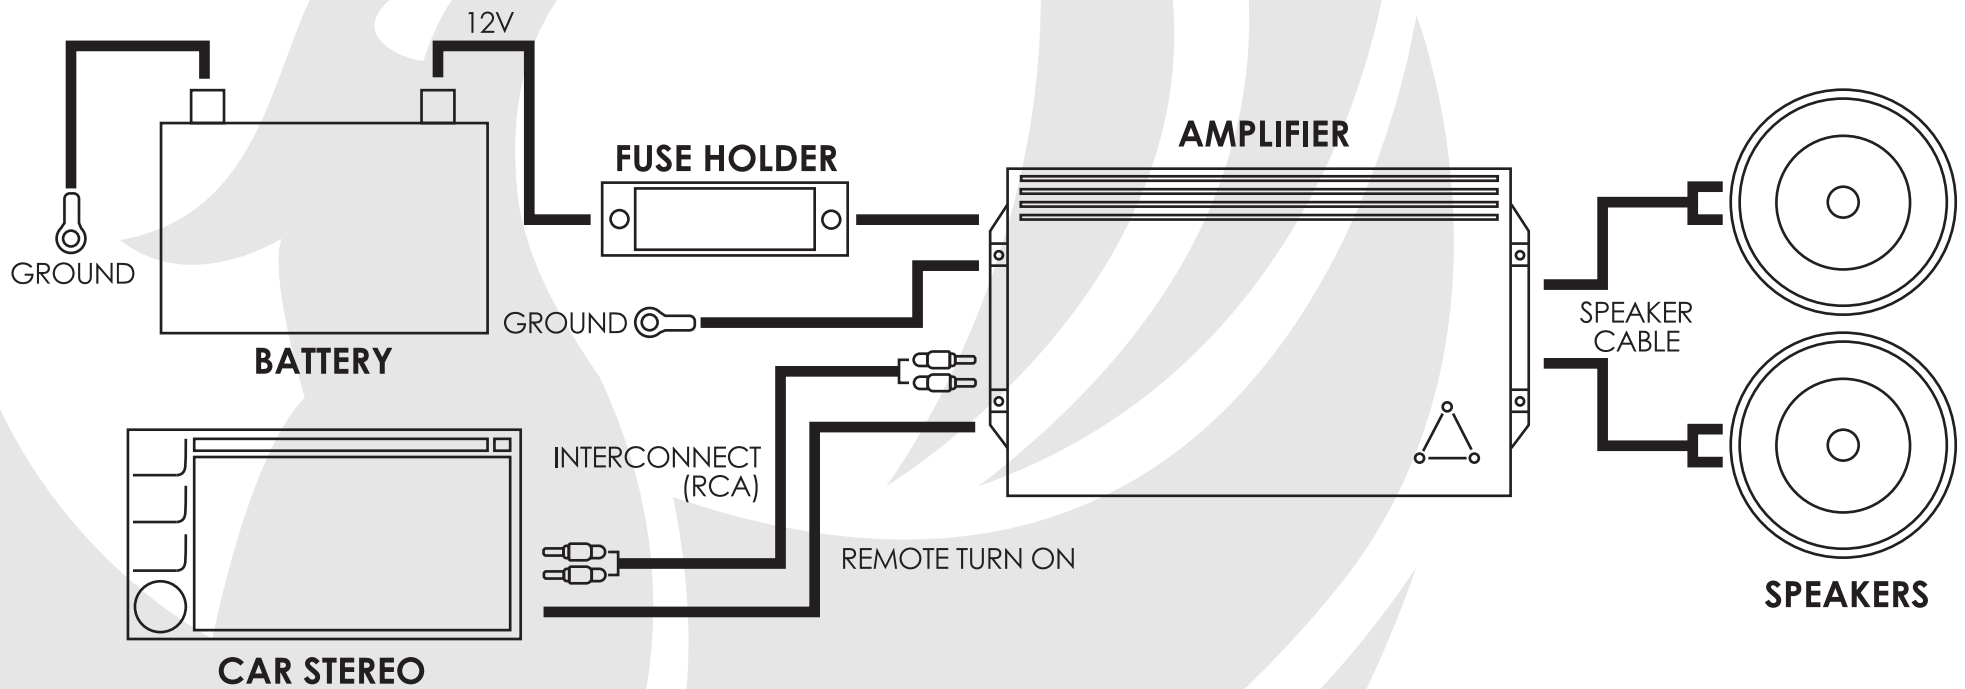 12V
AMPLIFIER
FUSE HOLDER
GROUND
GROUND
SPEAKER
CABLE
BATTERY
INTERCONNECT
(RCA)
REMOTE TURN ON
SPEAKERS
CAR STEREO